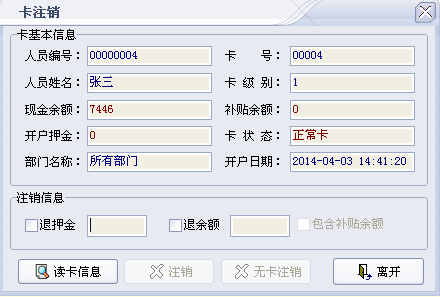 卡注销
卡基本信息
人员编号： 00000004 卡 号： 00004
人员姓名： 张三 卡 级 别： 1
现金余额： 7446 补贴余额： 0
开户押金： 0 卡 状 态： 正常卡
部门名称： 所有部门 开户日期： 2014-04-03 14:41:20
注销信息
退押金 退余额 包含补贴余额
读卡信息 注销 无卡注销 离开